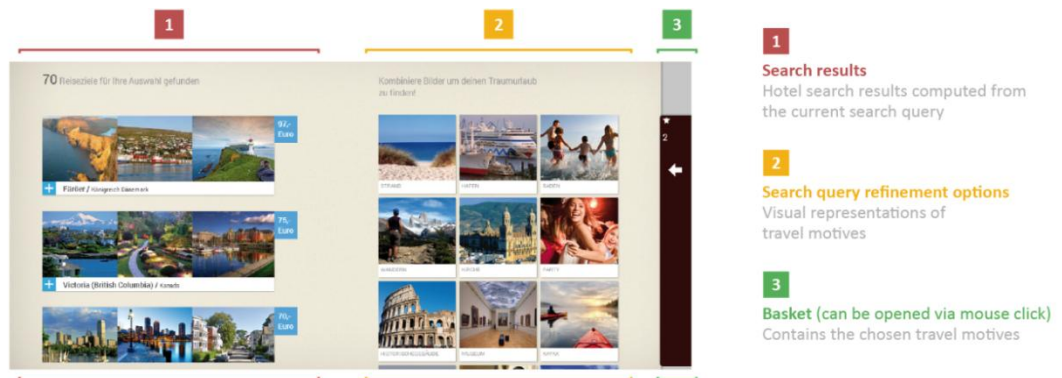 1
2
3
70 Reiseziele für Ihre Auswahl gefunden
Kombiniere Bilder um deinen Traumurlaub
zu finden!
97,-
Euro
Färöer / Königreich Dänemark
75,-
Euro
Victoria (British Columbia) / Kanada
70,-
Euro
STRAND
HAFEN
BADEN
WANDERN
KIRCHE
PARTY
MUSEUM
NATUR
2
1
Search results
Hotel search results computed from
the current search query
2
Search query refinement options
Visual representations of
travel motives
3
Basket (can be opened via mouse click)
Contains the chosen travel motives